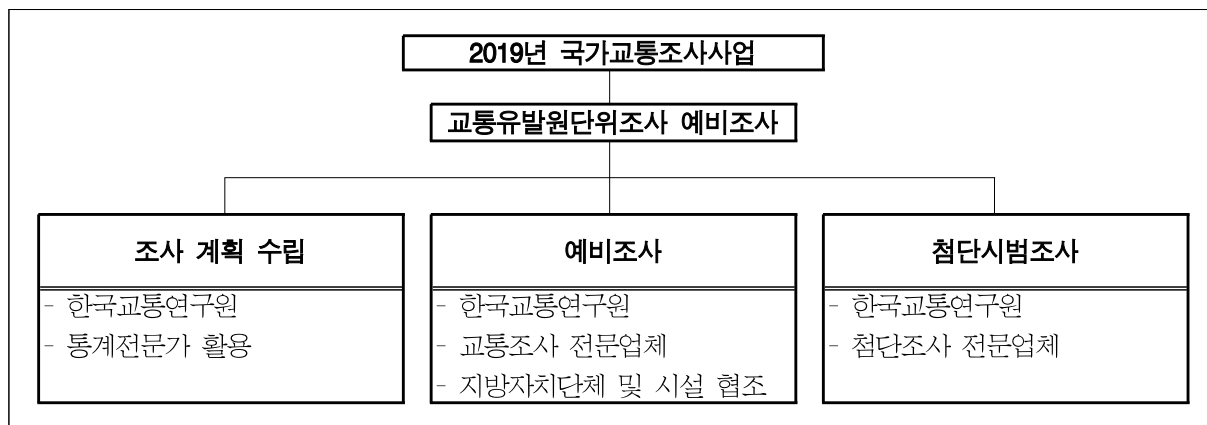 2019년 국가교통조사사업
교통유발원단위조사 예비조사
조사 계획 수립
- 한국교통연구원
- 통계전문가 활용
예비조사
- 한국교통연구원
- 교통조사 전문업체
- 지방자치단체 및 시설 협조
첨단시범조사
- 한국교통연구원
- 첨단조사 전문업체